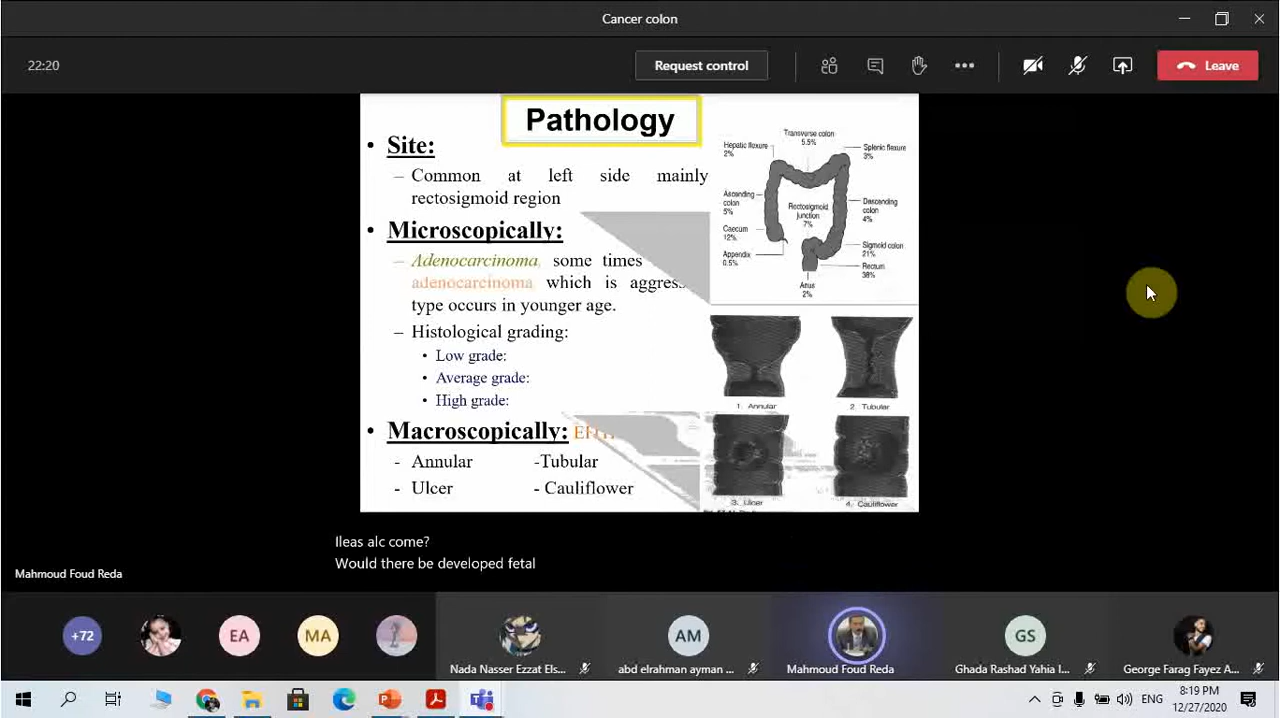 Cancer colon
22:20
Request control
Leave
Pathology
• Site:
– Common at left side mainly
rectosigmoid region
• Microscopically:
– Adenocarcinoma, some times
adenocarcinoma which is aggres
type occurs in younger age.
– Histological grading:
• Low grade:
• Average grade:
• High grade:
• Macroscopically:
- Annular -Tubular
- Ulcer - Cauliflower
Transverse colon
5.5%
Hepatic flexure
2%
Splenic flexure
3%
Ascending
colon
5%
Rectosigmoid
junction
7%
Descending
colon
4%
Caecum
12%
Sigmoid colon
21%
Appendix
0.5%
Rectum
38%
Anus
2%
1. Annular
2. Tubular
3. Ulcer
4. Cauliflower
Ileas alc come?
Would there be developed fetal
Mahmoud Foud Reda
+72
EA
MA
AM
GS
Nada Nasser Ezzat Els...
abd elrahman ayman ...
Mahmoud Foud Reda
Ghada Rashad Yahia I...
George Farag Fayez A...
ENG
8:19 PM
12/27/2020